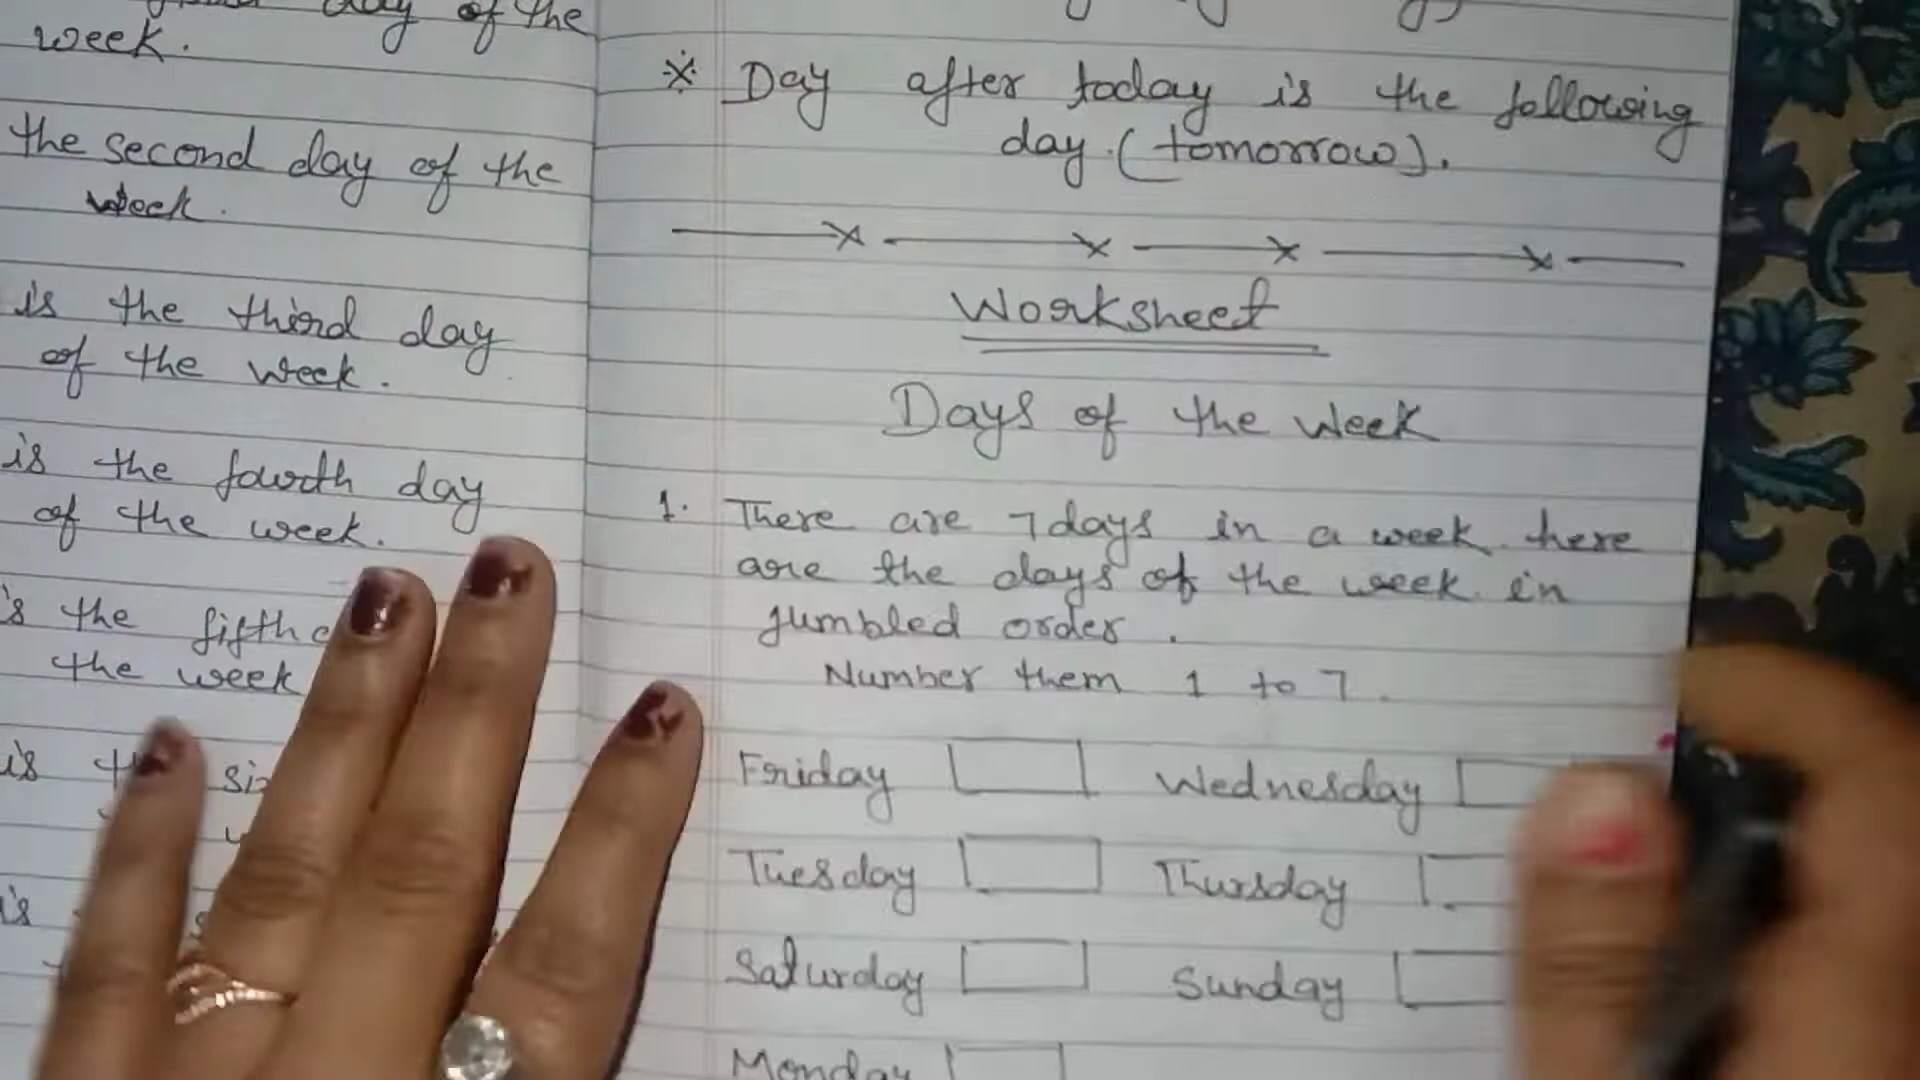 day of the
week.
the second day of the
week.
is the third day
of the week.
is the fourth day
of the week.
is the fifth
the week
is
is
* Day after today is the following
day. (tomorrow).
Worksheet
Days of the week
1. There are 7 days in a week here
are the days of the week in
jumbled order.
Number them 1 to 7.
Friday Wednesday
Tuesday Thursday
Saturday Sunday
Monday